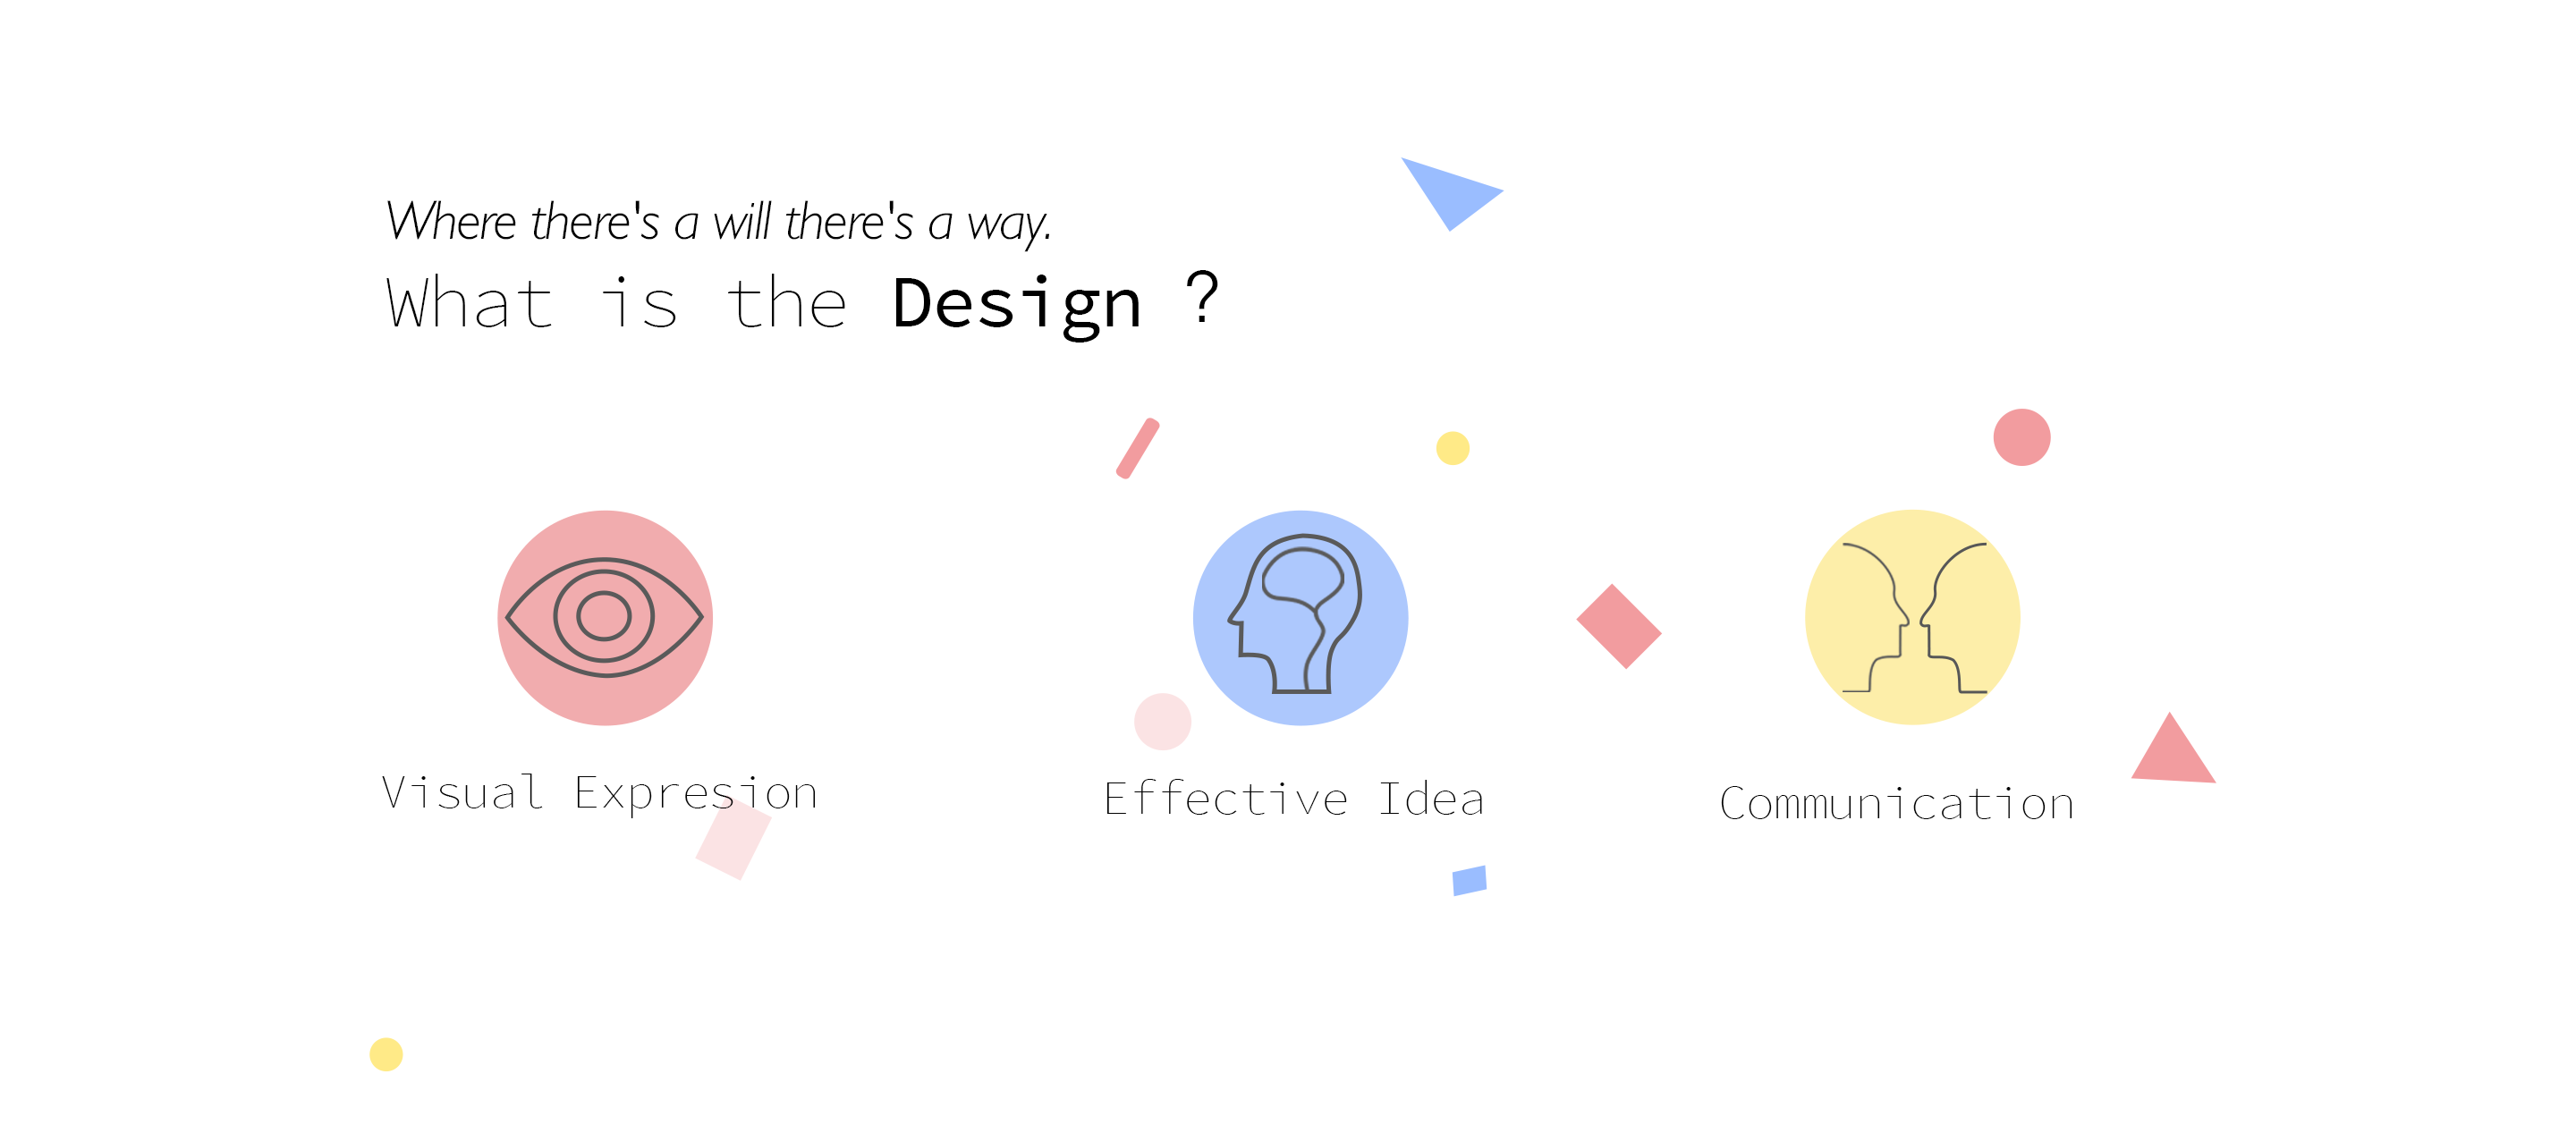 Where there's a will there's a way.
What is the Design ?
Visual Expresion
Effective Idea
Communication